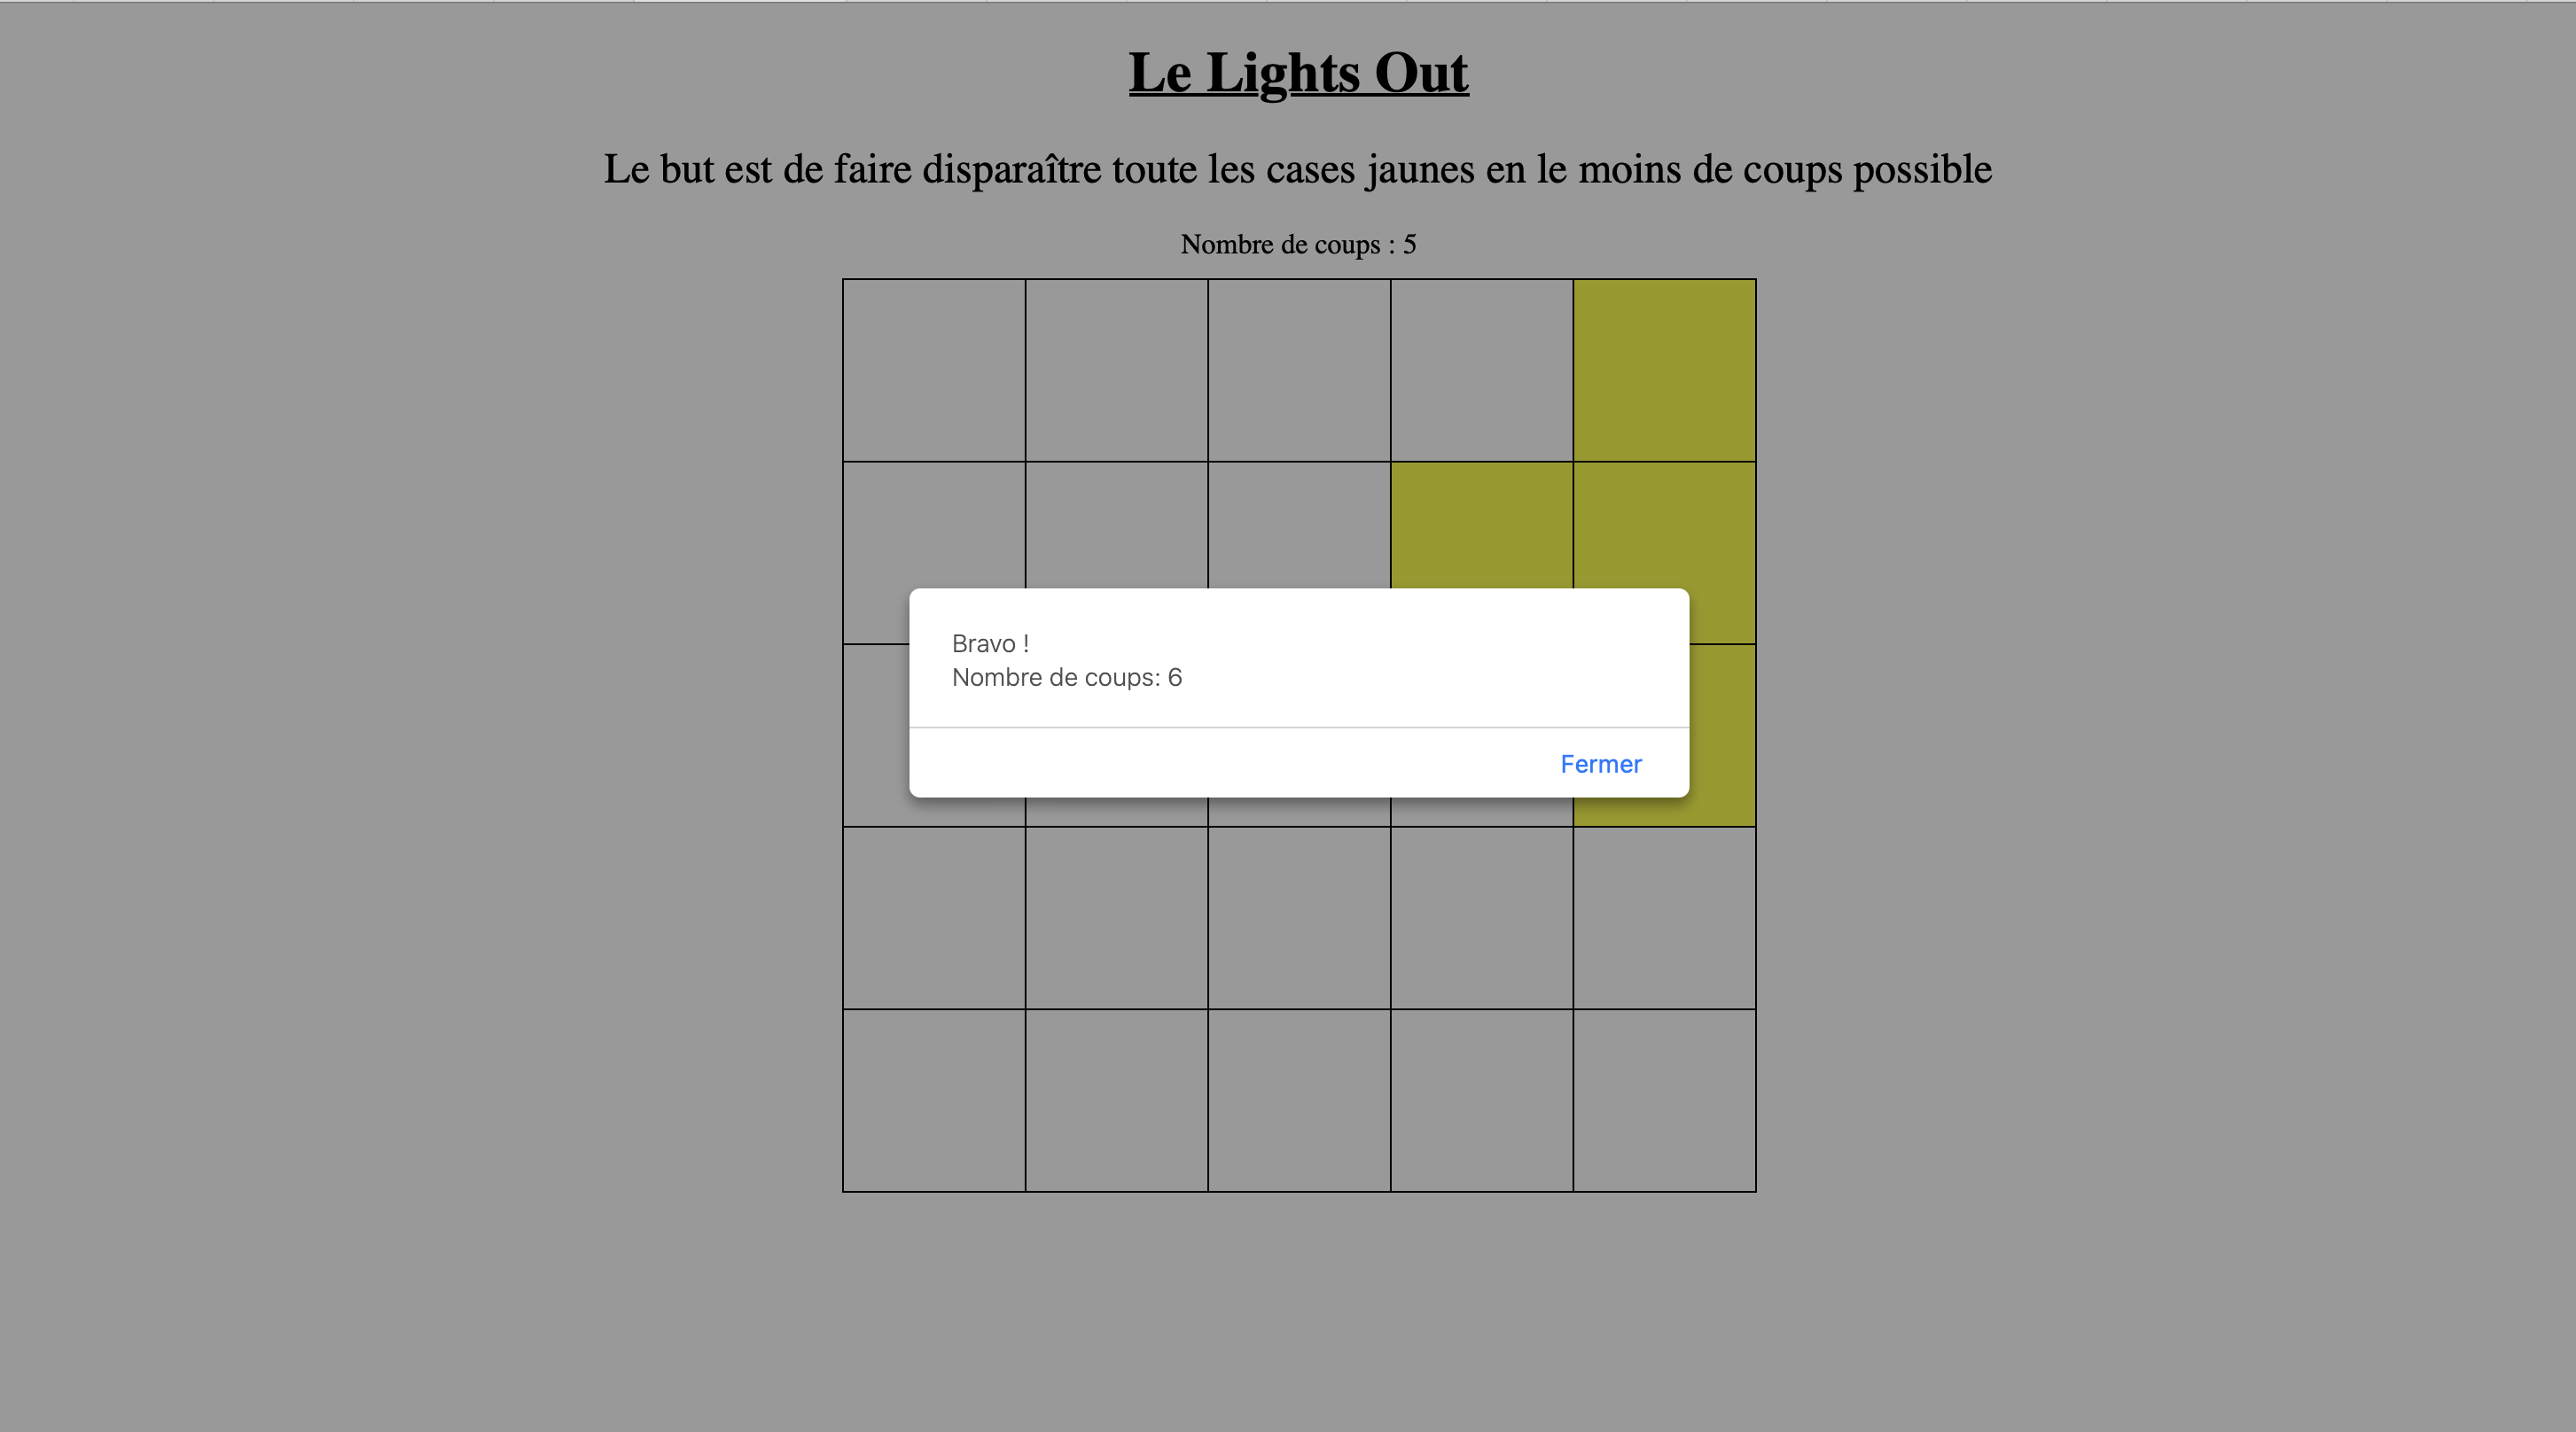 Le Lights Out
Le but est de faire disparaître toute les cases jaunes en le moins de coups possible
Nombre de coups : 5
Bravo !
Nombre de coups: 6
Fermer